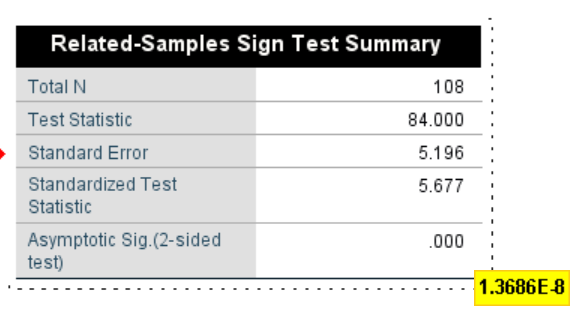 Related-Samples Sign Test Summary
Total N 108
Test Statistic 84.000
Standard Error 5.196
Standardized Test 5.677
Statistic
Asymptotic Sig.(2-sided .000
test)
1.3686E-8